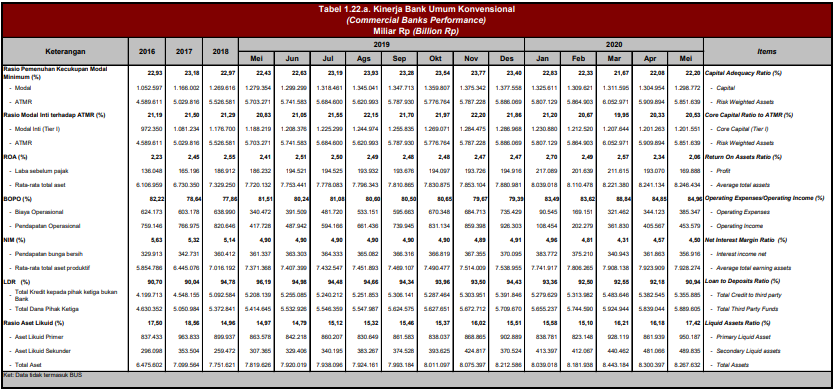 Tabel 1.22.a. Kinerja Bank Umum Konvensional
(Commercial Banks Performance)
Miliar Rp (Billion Rp)
Keterangan 2016 2017 2018 2019 2020 Items
Mei Jun Jul Ags Sep Okt Nov Des Jan Feb Mar Apr Mei
Rasio Pemenuhan Kecukupan Modal Minimum (%) 22,93 23,18 22,97 22,43 22,63 23,19 23,93 23,28 23,54 23,77 23,40 22,83 22,33 21,67 22,08 22,20 Capital Adequacy Ratio (%)
- Modal 1.052.597 1.166.002 1.269.616 1.279.354 1.299.299 1.318.461 1.345.041 1.347.713 1.359.807 1.375.342 1.377.558 1.325.611 1.309.621 1.311.595 1.304.954 1.298.772 - Capital
- ATMR 4.589.611 5.029.816 5.526.581 5.703.271 5.741.583 5.684.600 5.620.993 5.787.930 5.776.764 5.787.228 5.886.069 5.807.129 5.864.903 6.052.971 5.909.894 5.851.639 - Risk Weighted Assets
Rasio Modal Inti terhadap ATMR (%) 21,19 21,50 21,29 20,83 21,05 21,55 22,15 21,70 21,97 22,20 21,86 21,20 20,67 19,95 20,33 20,53 Core Capital Ratio to ATMR (%)
- Modal Inti (Tier I) 972.350 1.081.234 1.176.700 1.188.219 1.208.376 1.225.299 1.244.974 1.255.835 1.269.071 1.284.475 1.286.968 1.230.860 1.212.520 1.207.644 1.201.263 1.201.551 - Core Capital (Tier I)
- ATMR 4.589.611 5.029.816 5.526.581 5.703.271 5.741.583 5.684.600 5.620.993 5.787.930 5.776.764 5.787.228 5.886.069 5.807.129 5.864.903 6.052.971 5.909.894 5.851.639 - Risk Weighted Assets
ROA (%) 2,23 2,45 2,55 2,41 2,51 2,50 2,49 2,48 2,48 2,47 2,47 2,70 2,49 2,57 2,34 2,06 Return On Assets Ratio (%)
- Laba sebelum pajak 136.048 165.196 186.912 186.232 194.515 194.525 193.932 193.676 194.097 193.726 194.916 217.089 201.639 211.615 193.070 169.888 - Profit
- Rata-rata total aset 6.106.959 6.730.350 7.329.250 7.720.132 7.753.441 7.778.083 7.796.343 7.810.865 7.830.875 7.853.104 7.880.981 8.039.018 8.110.478 8.221.380 8.241.134 8.246.434 - Average total assets
BOPO (%) 82,22 78,64 77,86 81,51 80,24 81,08 80,60 80,50 80,65 79,67 79,39 83,49 83,62 88,84 84,85 84,96 Operating Expenses/Operating Income (%)
- Biaya Operasional 624.173 603.178 638.990 340.472 391.509 481.720 533.151 595.663 670.348 684.713 735.429 90.545 169.151 321.462 344.123 385.347 - Operating Expenses
- Pendapatan Operasional 759.146 766.975 820.646 417.728 487.942 594.166 661.436 739.945 831.134 859.398 926.303 108.454 202.279 361.830 405.567 453.579 - Operating Income
NIM (%) 5,63 5,32 5,14 4,90 4,90 4,90 4,90 4,90 4,90 4,89 4,91 4,96 4,81 4,31 4,57 4,50 Net Interest Margin Ratio (%)
- Pendapatan bunga bersih 329.913 342.731 360.412 361.337 363.303 364.333 365.082 366.316 366.819 367.355 370.095 383.772 375.210 340.943 361.863 356.916 - Interest income net
- Rata-rata total aset produktif 5.854.786 6.445.076 7.016.192 7.371.368 7.407.399 7.432.647 7.451.893 7.469.107 7.490.477 7.514.009 7.538.955 7.741.917 7.806.265 7.908.138 7.923.909 7.928.274 - Average total earning assets
LDR (%) 90,70 90,04 94,78 96,19 94,98 94,48 94,66 94,34 93,96 93,50 94,43 93,36 92,50 92,55 92,18 90,94 Loan to Deposits Ratio (%)
- Total Kredit kepada pihak ketiga bukan Bank 4.199.713 4.548.155 5.092.584 5.208.139 5.255.085 5.240.212 5.251.853 5.306.141 5.287.464 5.303.951 5.391.846 5.279.629 5.313.982 5.483.646 5.382.545 5.355.885 - Total Credit to third party
- Total Dana Pihak Ketiga 4.630.352 5.050.984 5.372.841 5.414.645 5.532.926 5.546.359 5.547.987 5.624.575 5.627.651 5.672.712 5.709.670 5.655.237 5.744.590 5.924.944 5.839.044 5.889.605 - Total Third Party Funds
Rasio Aset Likuid (%) 17,50 18,56 14,96 14,97 14,79 15,12 15,32 15,46 15,37 16,02 15,51 15,58 15,10 16,21 16,18 17,42 Liquid Assets Ratio (%)
- Aset Likuid Primer 837.433 963.833 899.937 863.578 842.218 860.207 830.649 881.583 838.037 868.865 902.889 838.781 823.148 928.119 861.939 950.187 - Primary Liquid Asset
- Aset Likuid Sekunder 296.098 353.504 259.472 307.365 329.406 340.195 383.267 374.528 393.625 424.801 370.524 413.397 412.067 440.462 481.066 489.835 - Secondary Liquid assets
- Total Aset 6.475.602 7.099.564 7.751.621 7.819.626 7.920.019 7.938.096 7.924.161 7.993.184 8.011.097 8.075.397 8.212.586 8.039.018 8.181.938 8.443.184 8.300.397 8.267.632 - Total Assets
Ket: Data tidak termasuk BUS